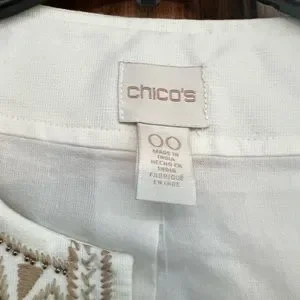 chico's
00
MADE IN
INDIA
HECHO EN
INDIA
FABRIQUÉ
EN INDE